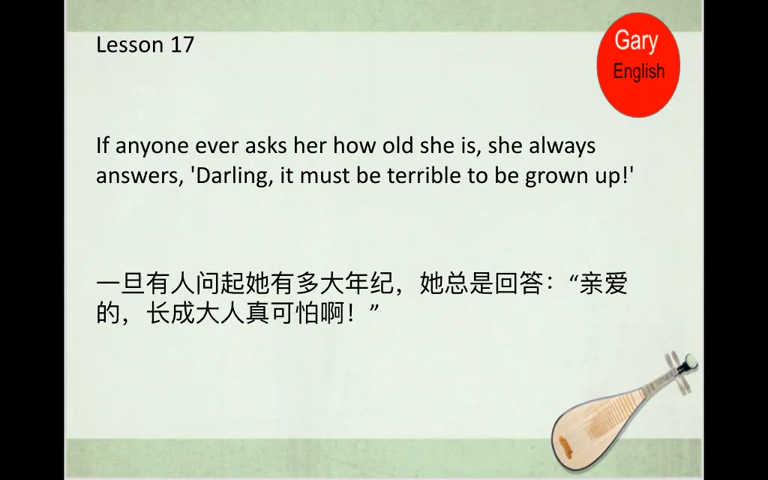 Lesson 17
Gary
English
If anyone ever asks her how old she is, she always
answers, 'Darling, it must be terrible to be grown up!'
一旦有人问起她有多大年纪，她总是回答：“亲爱
的，长成大人真可怕啊！”